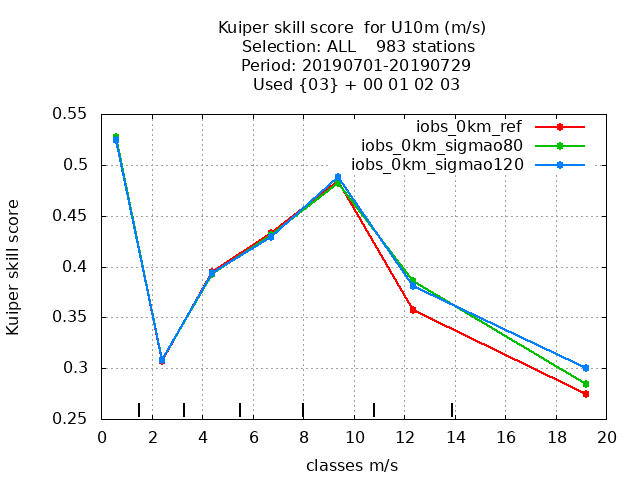 Kuiper skill score  for U10m (m/s)
Selection: ALL    983 stations
Period: 20190701-20190729
Used {03} + 00 01 02 03
iobs_0km_ref
iobs_0km_sigmao80
iobs_0km_sigmao120
Kuiper skill score
0.55
0.5
0.45
0.4
0.35
0.3
0.25
0 2 4 6 8 10 12 14 16 18 20
classes m/s